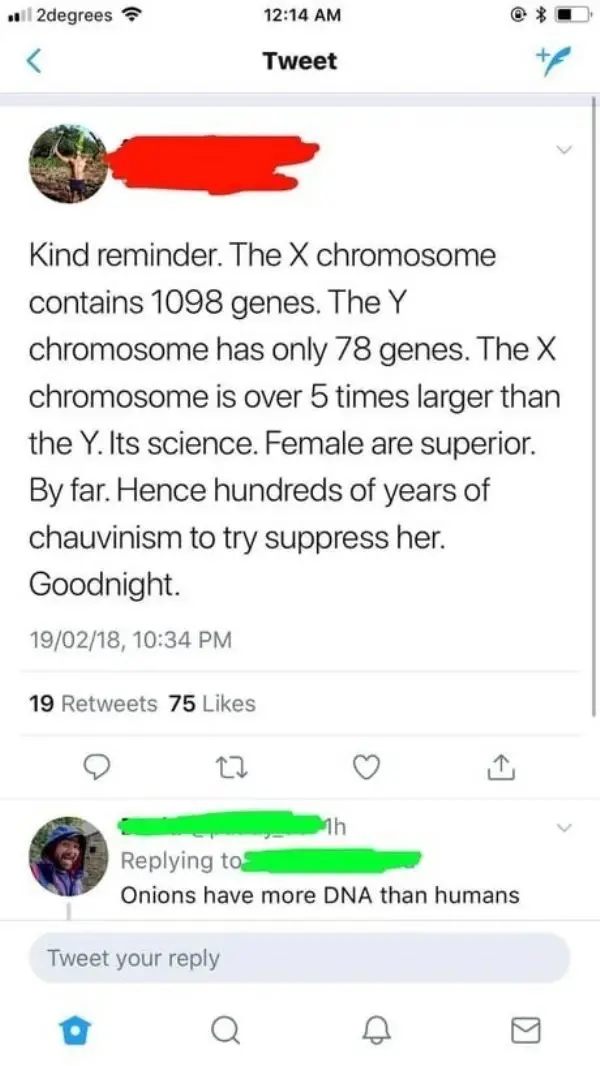 2degrees 12:14 AM
Tweet
Kind reminder. The X chromosome
contains 1098 genes. The Y
chromosome has only 78 genes. The X
chromosome is over 5 times larger than
the Y. Its science. Female are superior.
By far. Hence hundreds of years of
chauvinism to try suppress her.
Goodnight.
19/02/18, 10:34 PM
19 Retweets 75 Likes
1h
Replying to
Onions have more DNA than humans
Tweet your reply